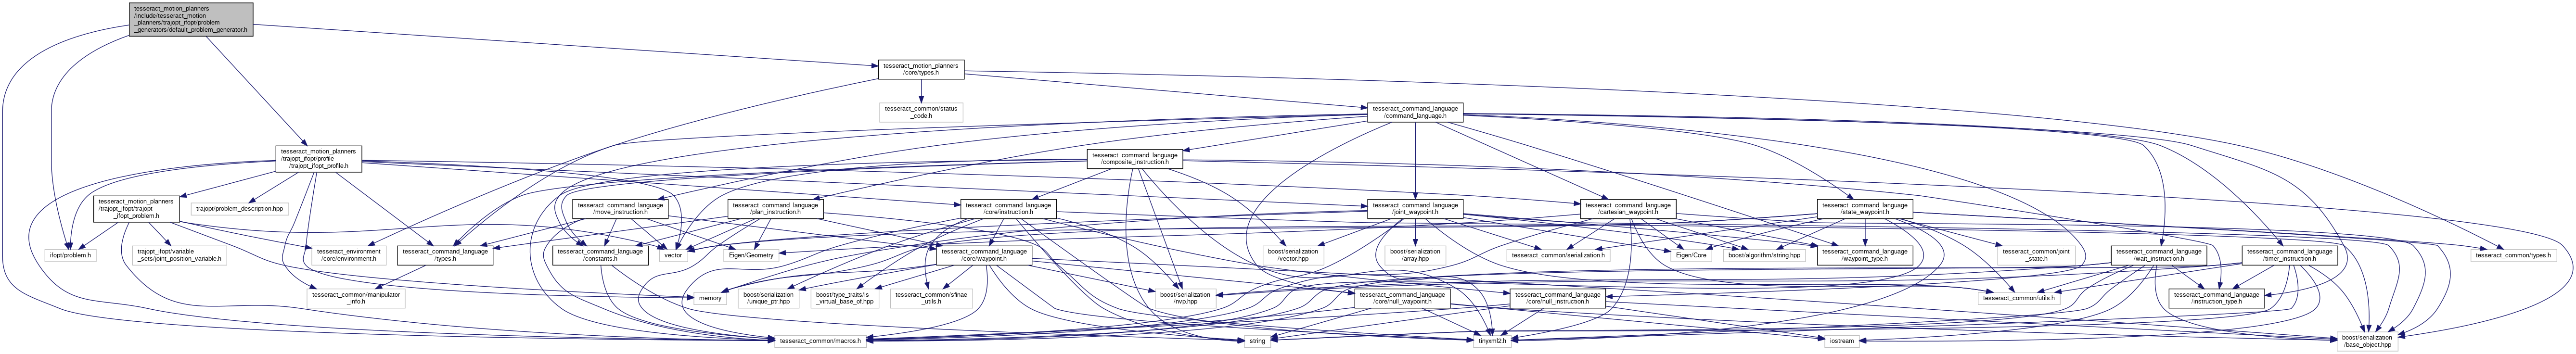 tesseract_motion_planners
/include/tesseract_motion
_planners/trajopt_ifopt/problem
_generators/default_problem_generator.h
tesseract_motion_planners
/core/types.h
tesseract_common/status
_code.h
tesseract_command_language
/command_language.h
tesseract_motion_planners
/trajopt_ifopt/profile
/trajopt_ifopt_profile.h
tesseract_command_language
/composite_instruction.h
tesseract_motion_planners
/trajopt_ifopt/trajopt
_ifopt_problem.h
trajopt/problem_description.hpp
tesseract_command_language
/move_instruction.h
tesseract_command_language
/plan_instruction.h
tesseract_command_language
/core/instruction.h
tesseract_command_language
/joint_waypoint.h
tesseract_command_language
/cartesian_waypoint.h
tesseract_command_language
/state_waypoint.h
ifopt/problem.h
trajopt_ifopt/variable
_sets/joint_position_variable.h
tesseract_environment
/core/environment.h
tesseract_command_language
/types.h
tesseract_command_language
/constants.h
vector
Eigen/Geometry
tesseract_command_language
/core/waypoint.h
boost/serialization
/vector.hpp
boost/serialization
/array.hpp
tesseract_common/serialization.h
Eigen/Core
boost/algorithm/string.hpp
tesseract_command_language
/waypoint_type.h
tesseract_common/joint
_state.h
tesseract_command_language
/wait_instruction.h
tesseract_command_language
/timer_instruction.h
tesseract_common/types.h
tesseract_common/manipulator
_info.h
memory
boost/serialization
/unique_ptr.hpp
boost/type_traits/is
_virtual_base_of.hpp
tesseract_common/sfinae
_utils.h
boost/serialization
/nvp.hpp
tesseract_command_language
/core/null_waypoint.h
tesseract_command_language
/core/null_instruction.h
tesseract_common/utils.h
tesseract_command_language
/instruction_type.h
tesseract_common/macros.h
string
tinyxml2.h
iostream
boost/serialization
/base_object.hpp